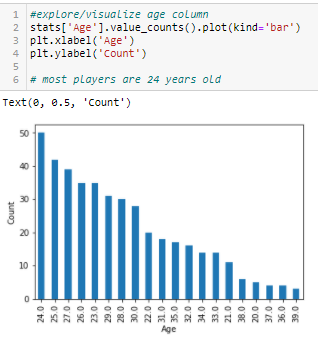 1 #explore/visualize age column
2 stats['Age'].value_counts().plot(kind='bar')
3 plt.xlabel('Age')
4 plt.ylabel('Count')
5
6 # most players are 24 years old
Text(0, 0.5, 'Count')
50
40
30
20
10
0
Count
24.0 25.0 27.0 26.0 23.0 29.0 28.0 30.0 22.0 31.0 35.0 32.0 34.0 33.0 21.0 38.0 20.0 37.0 36.0 39.0
Age